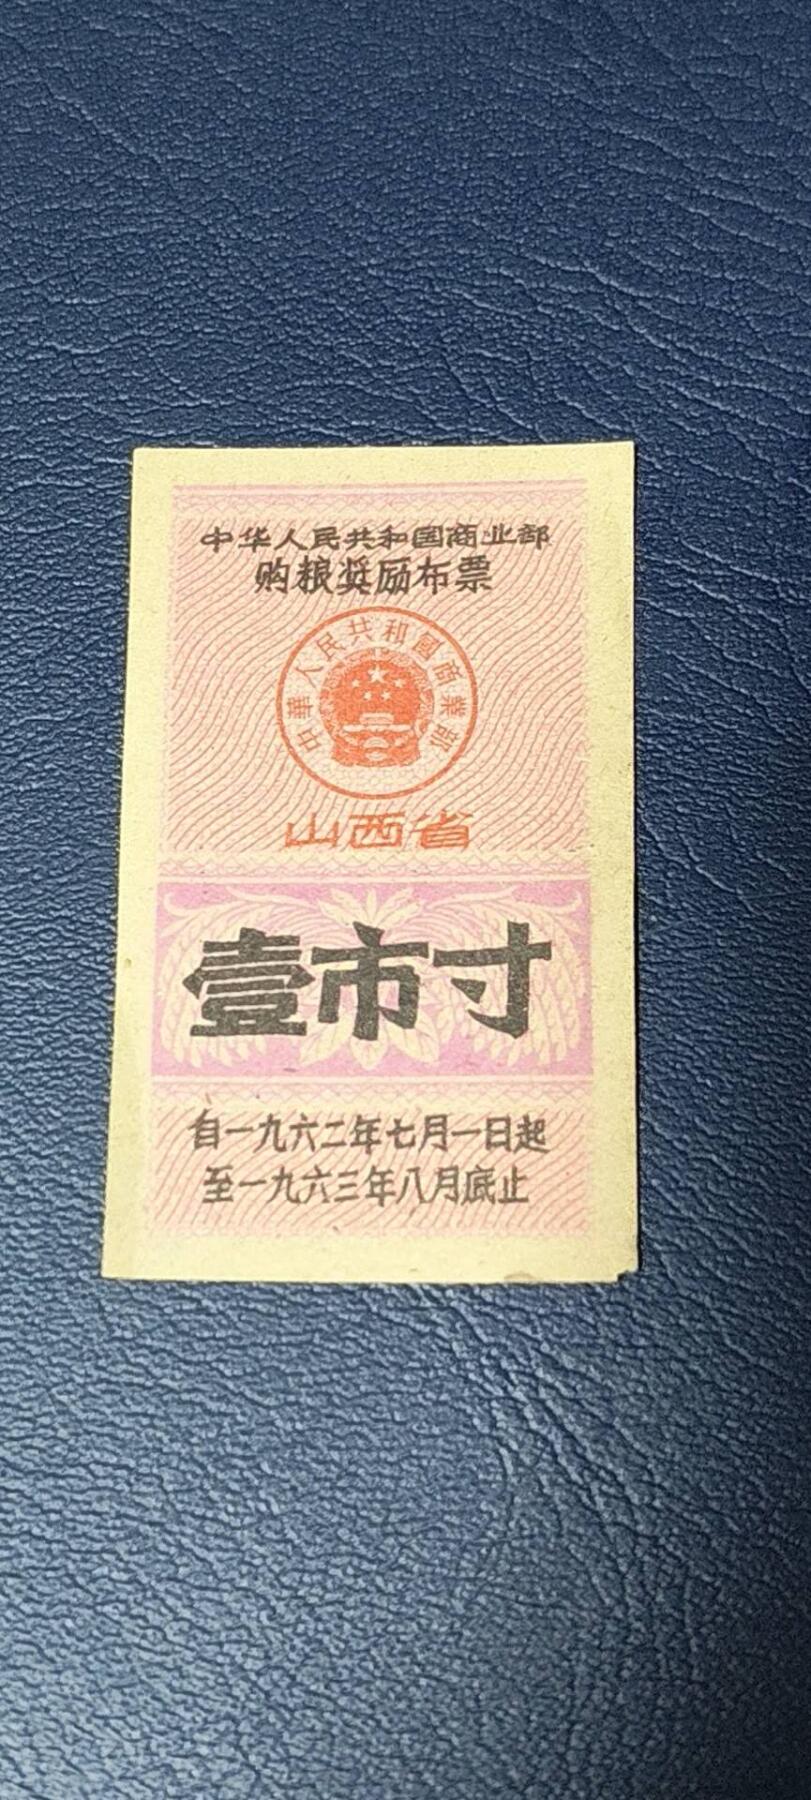 中华人民共和国商业部
购粮奖励布票
中華人民共和國商業部
山西省
壹市寸
自一九六二年七月一日起
至一九六三年八月底止